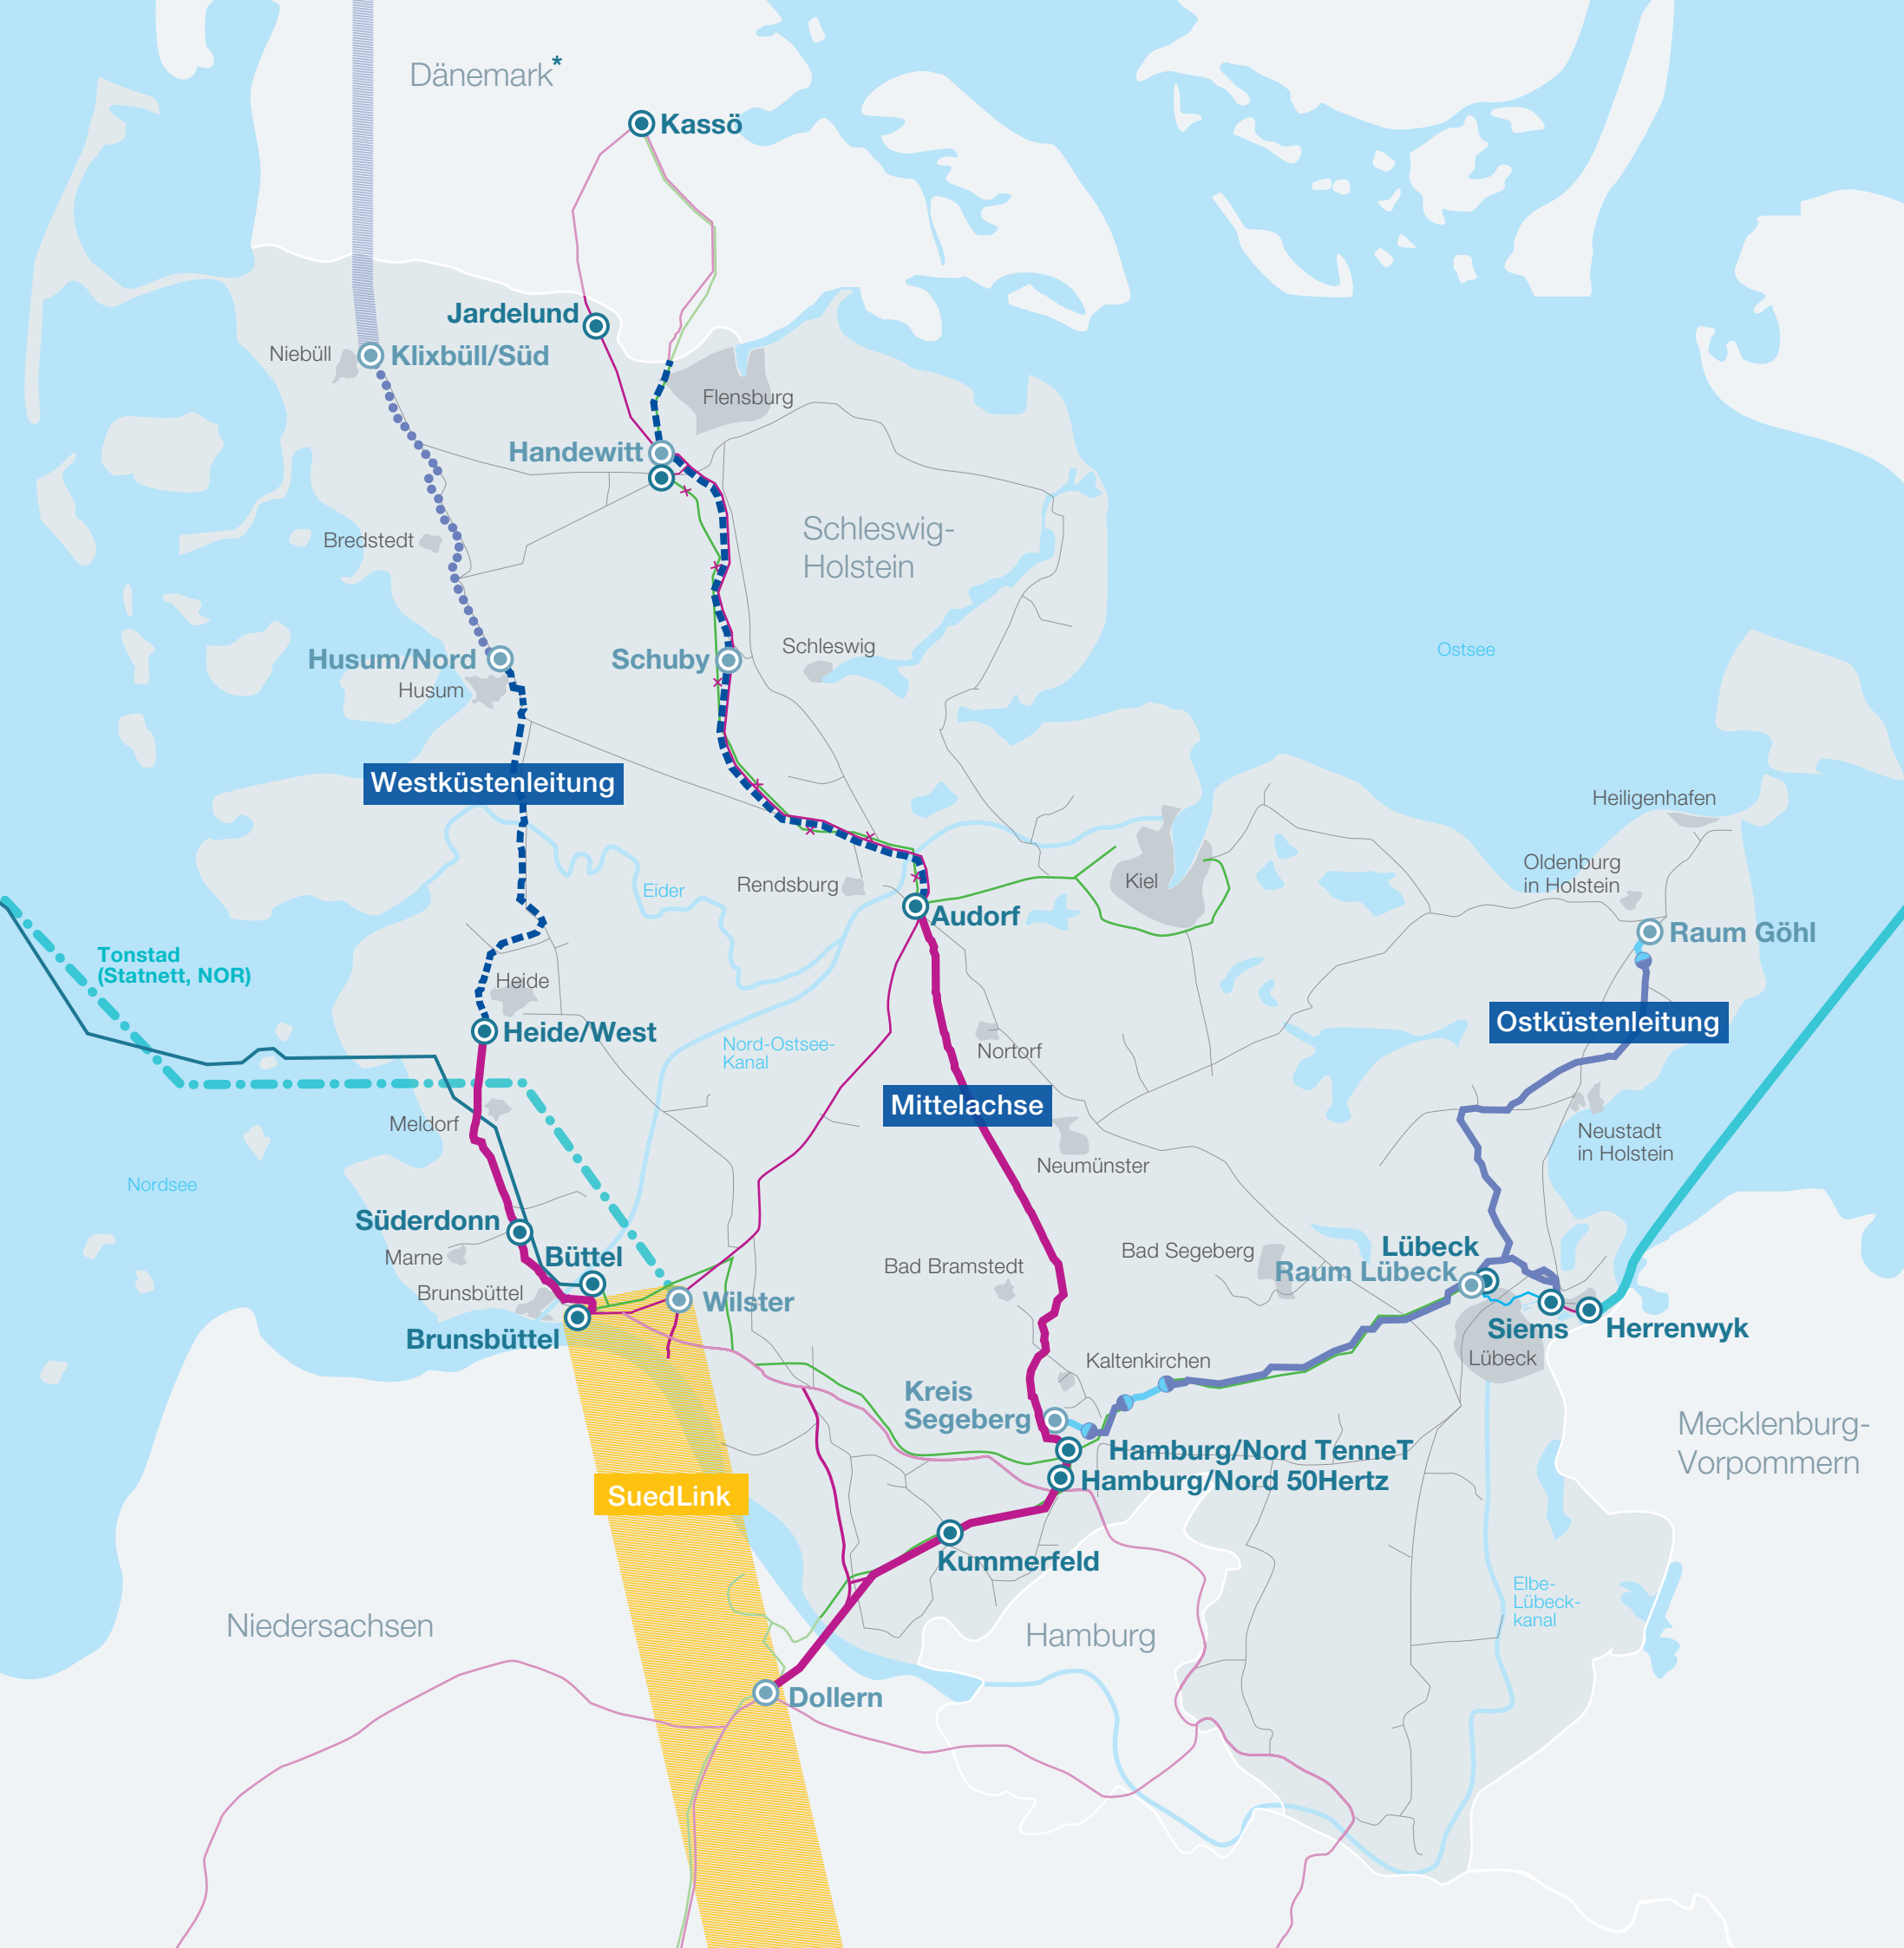 Dänemark*
Kassö
Jardelund
Niebüll
Klixbüll/Süd
Flensburg
Handewitt
Schleswig-
Holstein
Bredstedt
Schleswig
Ostsee
Husum/Nord
Schuby
Husum
Westküstenleitung
Heiligenhafen
Oldenburg
in Holstein
Rendsburg
Eider
Kiel
Audorf
Raum Göhl
Tonstad
(Statnett, NOR)
Heide
Heide/West
Ostküstenleitung
Nord-Ostsee-
Kanal
Nortorf
Mittelachse
Meldorf
Neustadt
in Holstein
Neumünster
Nordsee
Süderdonn
Marne
Büttel
Bad Bramstedt
Bad Segeberg
Lübeck
Raum Lübeck
Brunsbüttel
Wilster
Brunsbüttel
Siems
Herrenwyk
Lübeck
Kaltenkirchen
Kreis
Segeberg
Mecklenburg-
Vorpommern
Hamburg/Nord TenneT
Hamburg/Nord 50Hertz
SuedLink
Kummerfeld
Elbe-
Lübeck-
kanal
Niedersachsen
Hamburg
Dollern